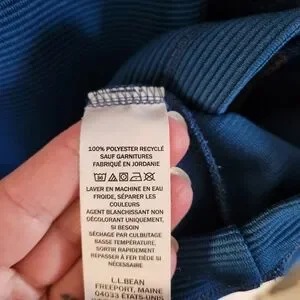 100% POLYESTER RECYCLÉ
SAUF GARNITURES
FABRIQUÉ EN JORDANIE
LAVER EN MACHINE EN EAU
FROIDE, SÉPARER LES
COULEURS
AGENT BLANCHISSANT NON
DÉCOLORANT UNIQUEMENT,
SI BESOIN
SÉCHAGE PAR CULBUTAGE
BASSE TEMPÉRATURE,
SORTIR RAPIDEMENT
REPASSER À FER TIÈDE SI
NÉCESSAIRE
L.L.BEAN
FREEPORT, MAINE
04033 ÉTATS-UNIS